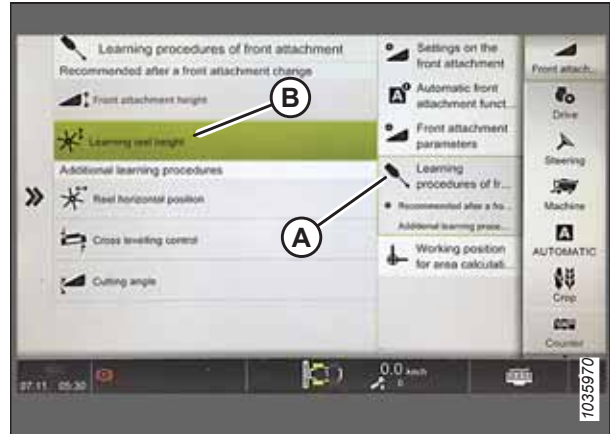 Learning procedures of front attachment
Recommended after a front attachment change
Front attachment height
Learning reel height
Additional learning procedures
Reel horizontal position
Cross levelling control
Cutting angle
B
A
Settings on the
front attachment
A
Automatic front
attachment funct...
Front attachment
parameters
Learning
procedures of fr...
Recommended after a fro...
Additional learning proce...
Working position
for area calculati...
Front attach...
Drive
Steering
Machine
A
AUTOMATIC
Crop
Counter
07.11 05:30
0.0 km/h
0
1035970